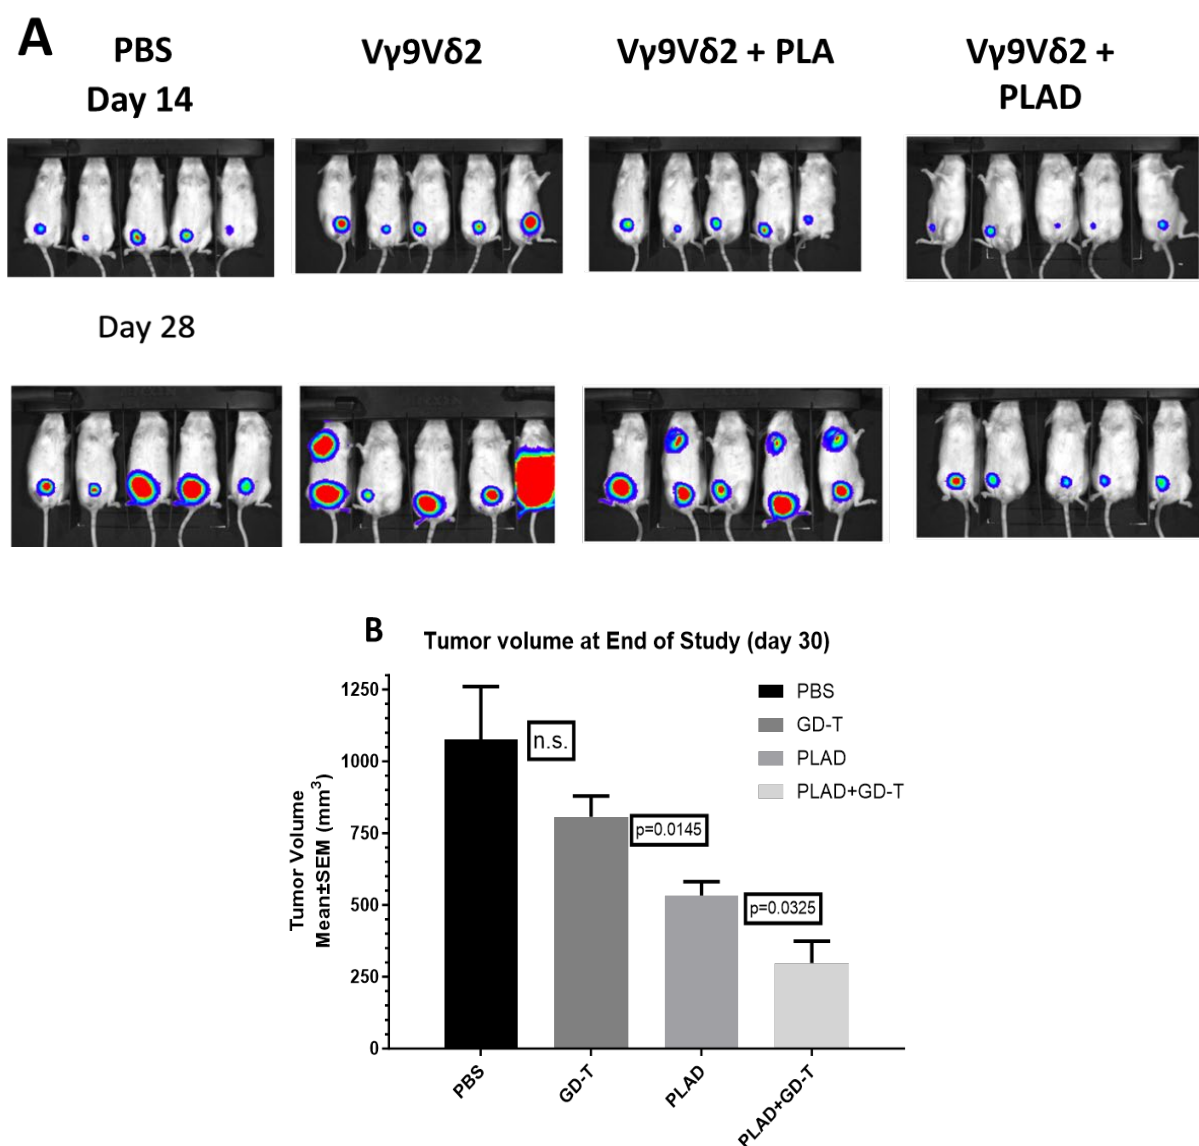 A
PBS
Vγ9Vδ2
Vγ9Vδ2 + PLA
Vγ9Vδ2 +
PLAD
Day 14
Day 28
B
Tumor volume at End of Study (day 30)
Tumor Volume
Mean±SEM (mm³)
1250
1000
750
500
250
0
n.s.
p=0.0145
p=0.0325
PBS
GD-T
PLAD
PLAD+GD-T
PBS
GD-T
PLAD
PLAD+GD-T